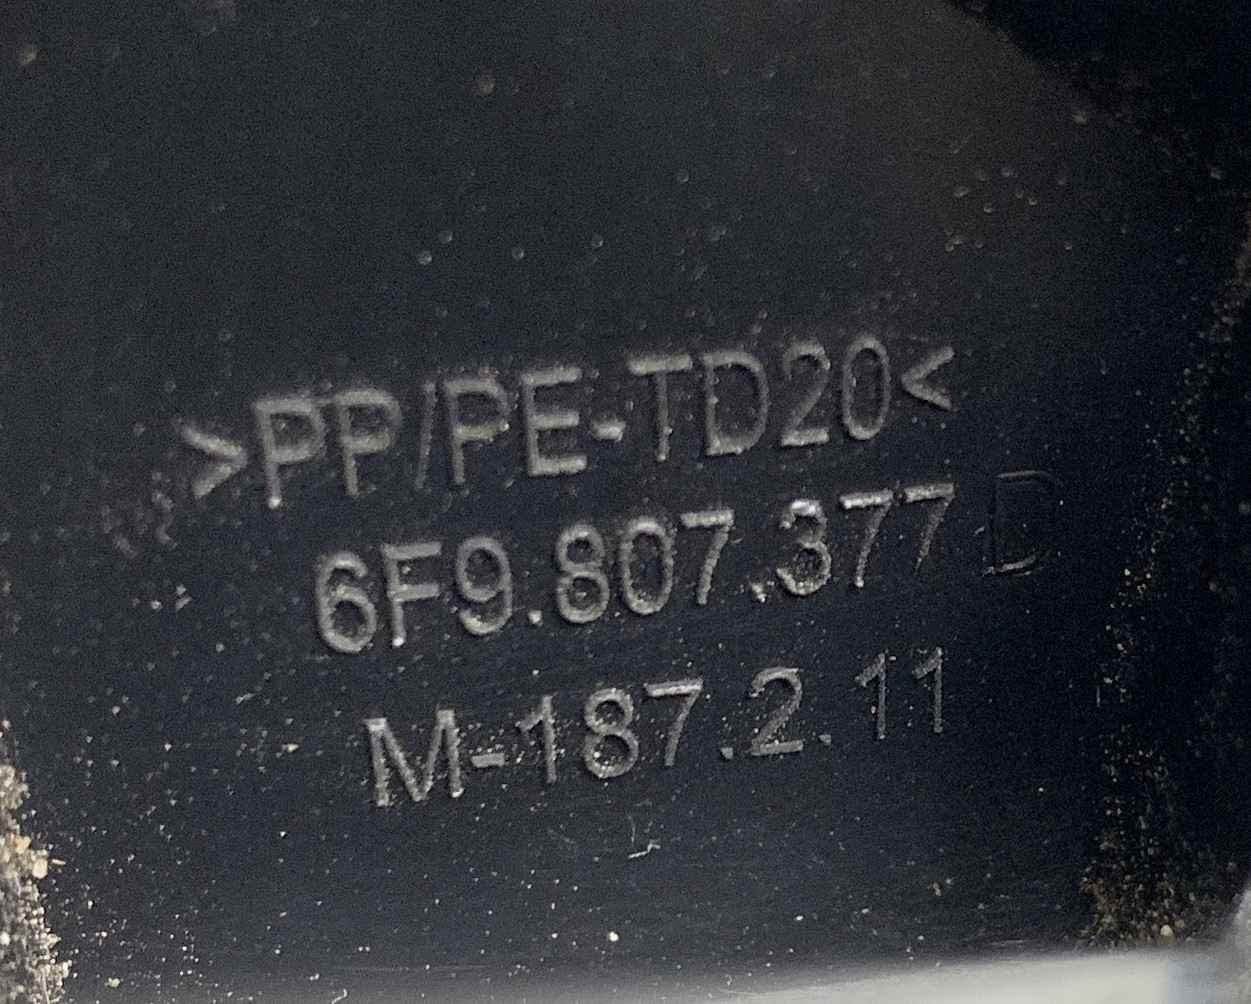 >PP/PE-TD20<
6F9.807.377 D
M-187.2.11